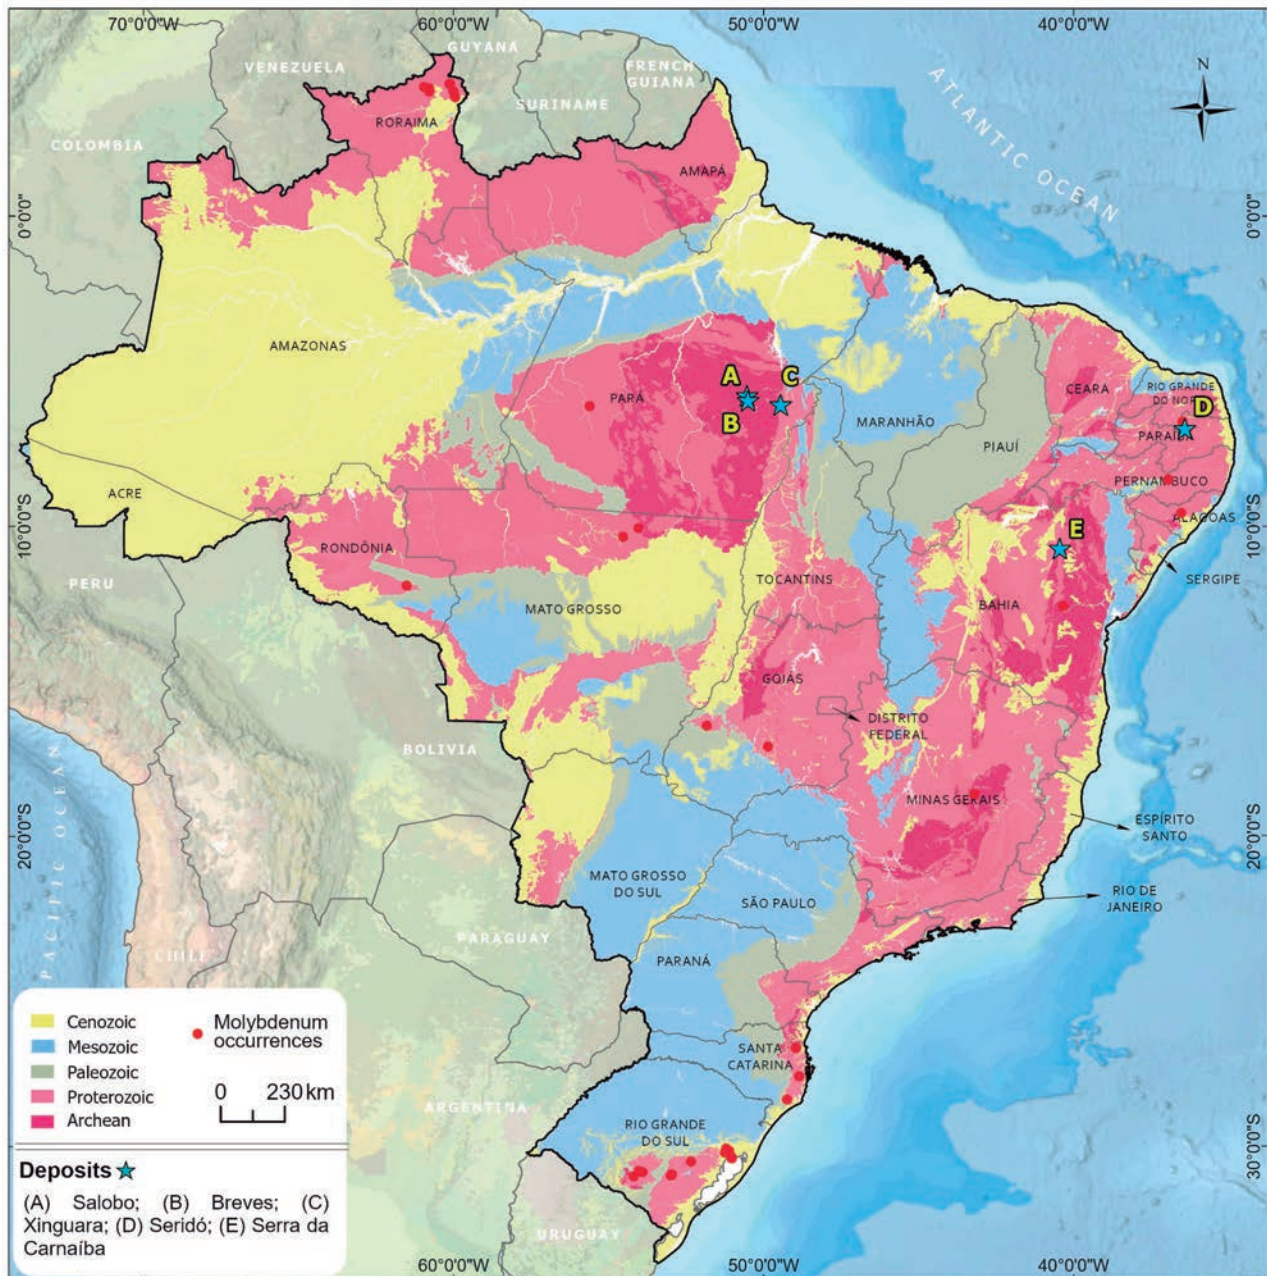 70°0'0"W 60°0'0"W 50°0'0"W 40°0'0"W
GUYANA
VENEZUELA
FRENCH
GUIANA
SURINAME
N
ATLANTIC OCEAN
COLOMBIA
RORAIMA
AMAPÁ
0°0'0"
0°0'0"
AMAZONAS
A
C
PARÁ
B
CEARÁ
RIO GRANDE
DO NOR
D
MARANHÃO
PIAUÍ
PARAÍ
PERNAMBUCO
ACRE
ALAGOAS
10°0'0"S
10°0'0"S
E
RONDÔNIA
PERU
TOCANTINS
SERGIPE
MATO GROSSO
BAHIA
GOIÁS
DISTRITO
FEDERAL
BOLIVIA
PACIFIC OCEAN
MINAS GERAIS
ESPÍRITO
SANTO
20°0'0"S
20°0'0"S
MATO GROSSO
DO SUL
SÃO PAULO
RIO DE
JANEIRO
PARAGUAY
CHILE
PARANÁ
SANTA
CATARINA
ARGENTINA
RIO GRANDE
DO SUL
30°0'0"S
URUGUAY
Cenozoic
Mesozoic
Paleozoic
Proterozoic
Archean
Molybdenum
occurrences
0 230 km
Deposits
(A) Salobo; (B) Breves; (C)
Xinguara; (D) Seridó; (E) Serra da
Carnaíba
60°0'0"W 50°0'0"W 40°0'0"W